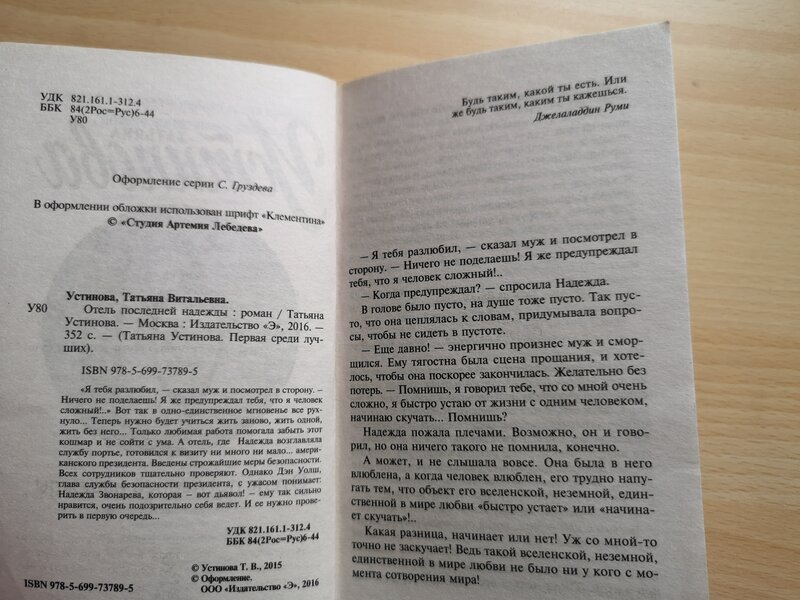 УДК 821.161.1-312.4
ББК 84(2Рос=Рус)6-44
У80
Оформление серии С. Груздева
В оформлении обложки использован шрифт «Клементина»
© «Студия Артемия Лебедева»
Устинова, Татьяна Витальевна.
У80 Отель последней надежды : роман / Татьяна
Устинова. — Москва : Издательство «Э», 2016. —
352 с. — (Татьяна Устинова. Первая среди луч-
ших).
ISBN 978-5-699-73789-5
«Я тебя разлюбил, — сказал муж и посмотрел в сторону. —
Ничего не поделаешь! Я же предупреждал тебя, что я человек
сложный!..» Вот так в одно-единственное мгновенье все рух-
нуло... Теперь нужно будет учиться жить заново, жить одной,
жить без него... Только любимая работа помогала забыть этот
кошмар и не сойти с ума. А отель, где Надежда возглавляла
службу портье, готовился к визиту ни много ни мало... аме-
риканского президента. Введены строжайшие меры безопасности.
Всех сотрудников тщательно проверяют. Однако Дэн Уолш,
глава службы безопасности президента, с ужасом понимает:
Надежда Звонарева, которая – вот дьявол! – ему так сильно
нравится, очень подозрительно себя ведет. И ее нужно прове-
рить в первую очередь...
УДК 821.161.1-312.4
ББК 84(2Рос=Рус)6-44
© Устинова Т. В., 2015
© Оформление.
ООО «Издательство «Э», 2016
ISBN 978-5-699-73789-5
Будь таким, какой ты есть. Или
же будь таким, каким ты кажешься.
Джелаладдин Руми
— Я тебя разлюбил, — сказал муж и посмотрел в
сторону. — Ничего не поделаешь! Я же предупреждал
тебя, что я человек сложный!..
— Когда предупреждал? — спросила Надежда.
В голове было пусто, на душе тоже пусто. Так пус-
то, что она цеплялась к словам, придумывала вопро-
сы, чтобы не сидеть в пустоте.
— Еще давно! — энергично произнес муж и смор-
щился. Ему тягостна была сцена прощания, и хоте-
лось, чтобы она поскорее закончилась. Желательно без
потерь. — Помнишь, я говорил тебе, что со мной очень
сложно, я быстро устаю от жизни с одним человеком,
начинаю скучать... Помнишь?
Надежда пожала плечами. Возможно, он и гово-
рил, но она ничего такого не помнила, конечно.
А может, и не слышала вовсе. Она была в него
влюблена, а когда человек влюблен, его трудно напу-
гать тем, что объект его вселенской, неземной, един-
ственной в мире любви «быстро устает» или «начина-
ет скучать»!..
Какая разница, начинает или нет! Уж со мной-то
точно не заскучает! Ведь такой вселенской, неземной,
единственной в мире любви не было ни у кого с мо-
мента сотворения мира!